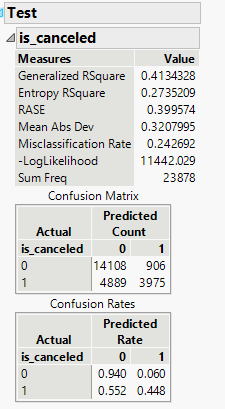 Test
is_canceled
Measures Value
Generalized RSquare 0.4134328
Entropy RSquare 0.2735209
RASE 0.399574
Mean Abs Dev 0.3207995
Misclassification Rate 0.242692
-LogLikelihood 11442.029
Sum Freq 23878
Confusion Matrix
Predicted
Actual Count
is_canceled 0 1
0 14108 906
1 4889 3975
Confusion Rates
Predicted
Actual Rate
is_canceled 0 1
0 0.940 0.060
1 0.552 0.448